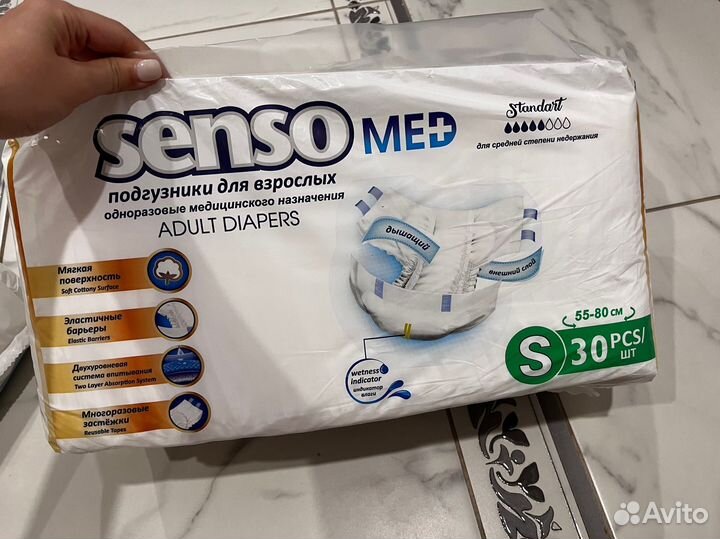 senso MED
подгузники для взрослых
одноразовые медицинского назначения
ADULT DIAPERS
Standart
для средней степени недержания
Мягкая
поверхность
Soft Cottony Surface
Эластичные
барьеры
Elastic Barriers
Двухуровневая
система впитывания
Two Layer Absorption System
Многоразовые
застёжки
Reusable Tapes
дышащий
внешний слой
wetness
indicator
индикатор
влаги
55-80 СМ
S 30 PCS/
ШТ
Avito